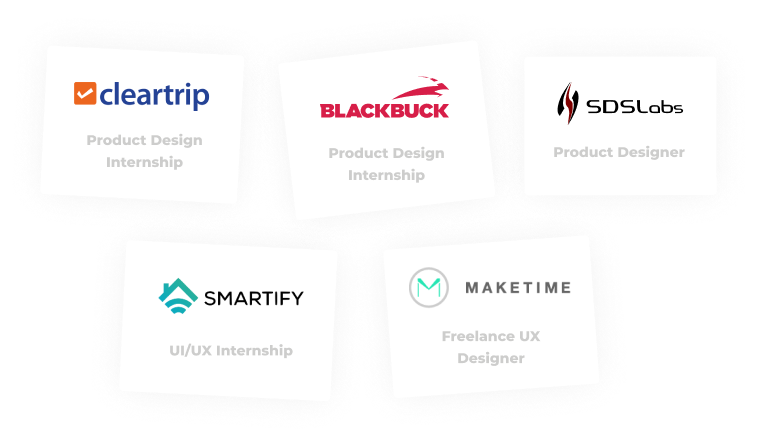 cleartrip
Product Design
Internship
BLACKBUCK
Product Design
Internship
SDSLabs
Product Designer
SMARTIFY
UI/UX Internship
MAKETIME
Freelance UX
Designer